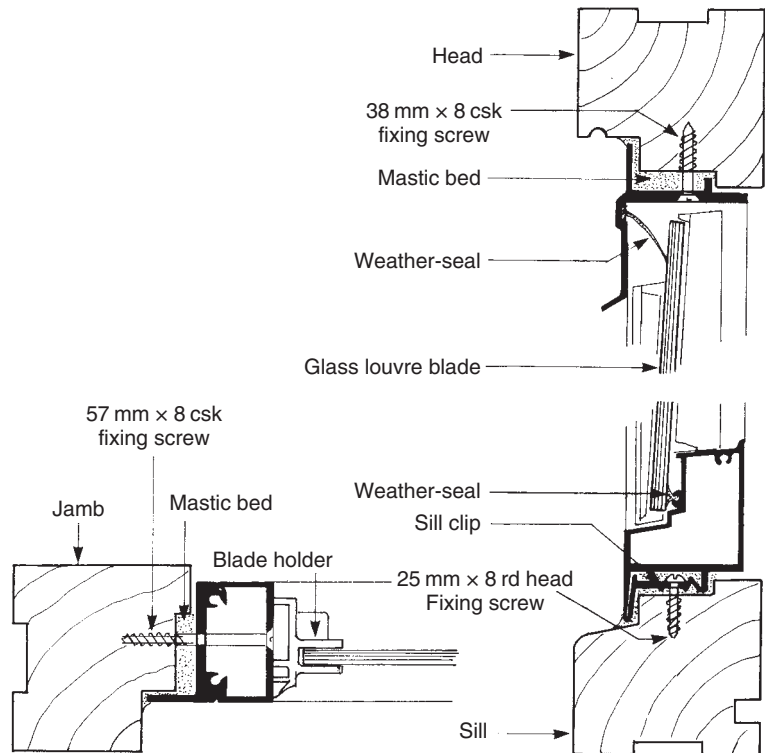 Head
38 mm × 8 csk
fixing screw
Mastic bed
Weather-seal
Glass louvre blade
57 mm × 8 csk
fixing screw
Jamb
Mastic bed
Blade holder
Weather-seal
Sill clip
25 mm × 8 rd head
Fixing screw
Sill